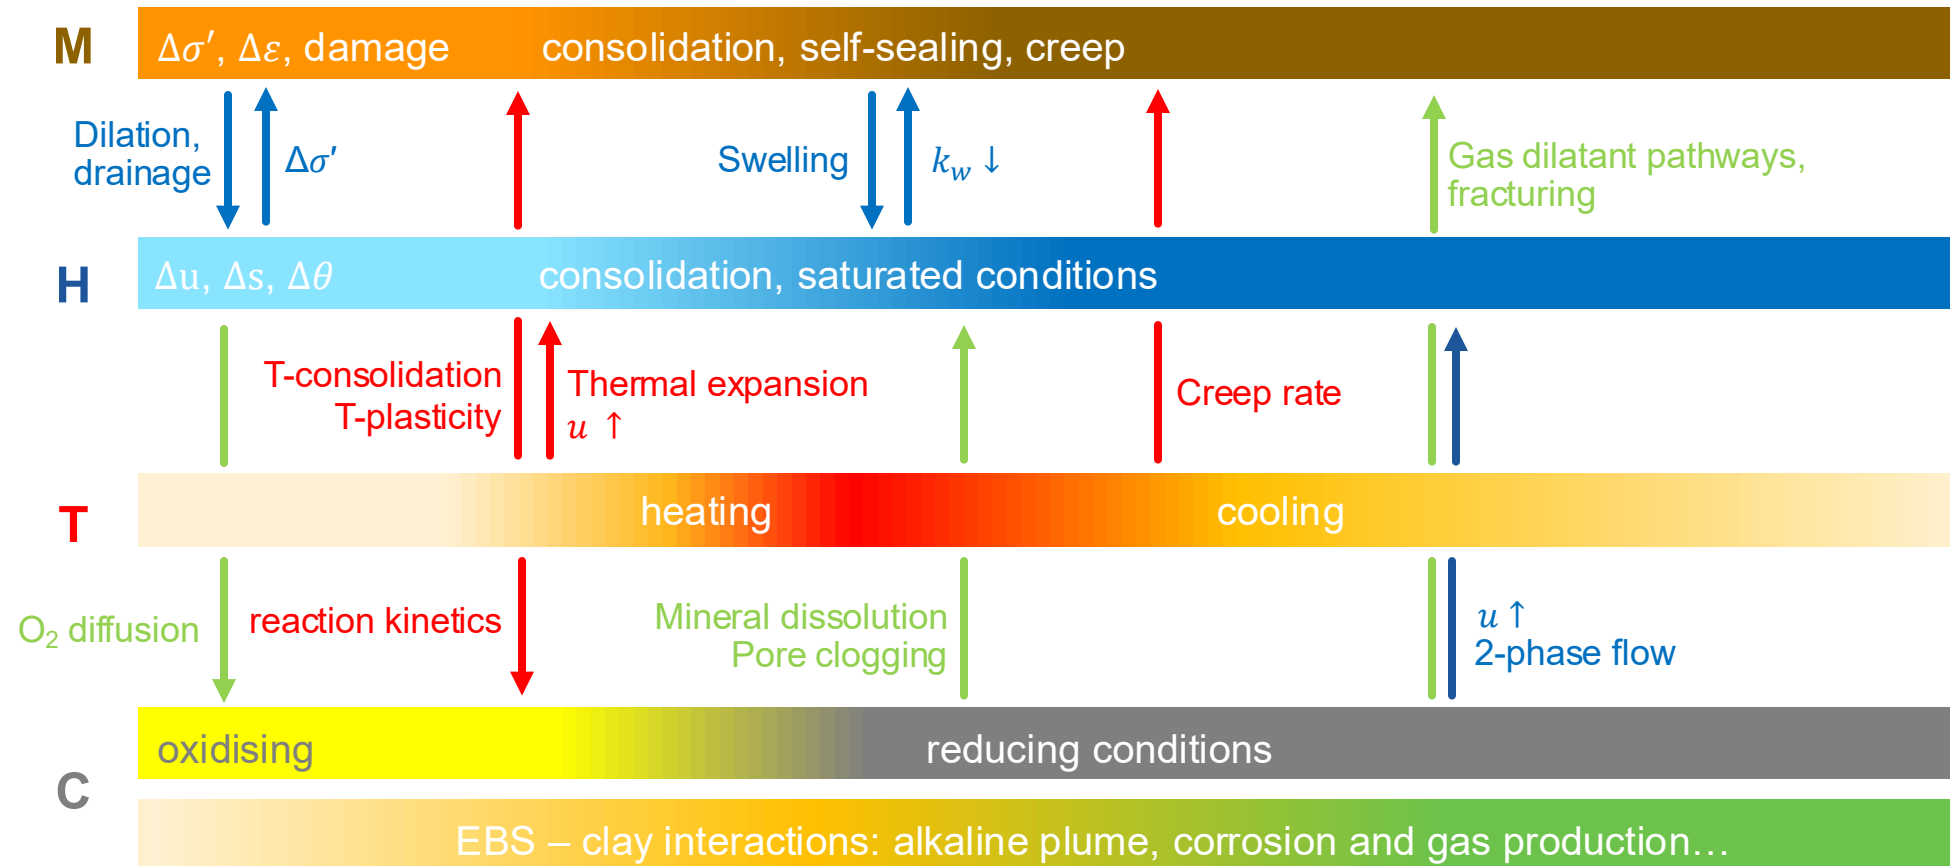 M
Δσ′, Δε, damage
consolidation, self-sealing, creep
Dilation,
drainage
Δσ′
Swelling
k_w ↓
Gas dilatant pathways,
fracturing
H
Δu, Δs, Δθ
consolidation, saturated conditions
T-consolidation
T-plasticity
Thermal expansion
u ↑
Creep rate
T
heating
cooling
O₂ diffusion
reaction kinetics
Mineral dissolution
Pore clogging
u ↑
2-phase flow
C
oxidising
reducing conditions
EBS – clay interactions: alkaline plume, corrosion and gas production…